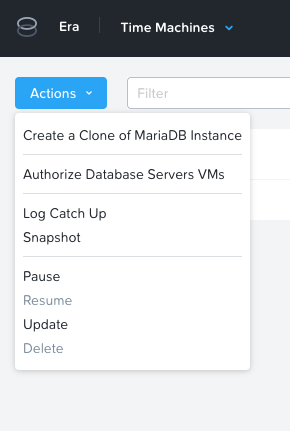 Era
Time Machines
Actions
Filter
Create a Clone of MariaDB Instance
Authorize Database Servers VMs
Log Catch Up
Snapshot
Pause
Resume
Update
Delete